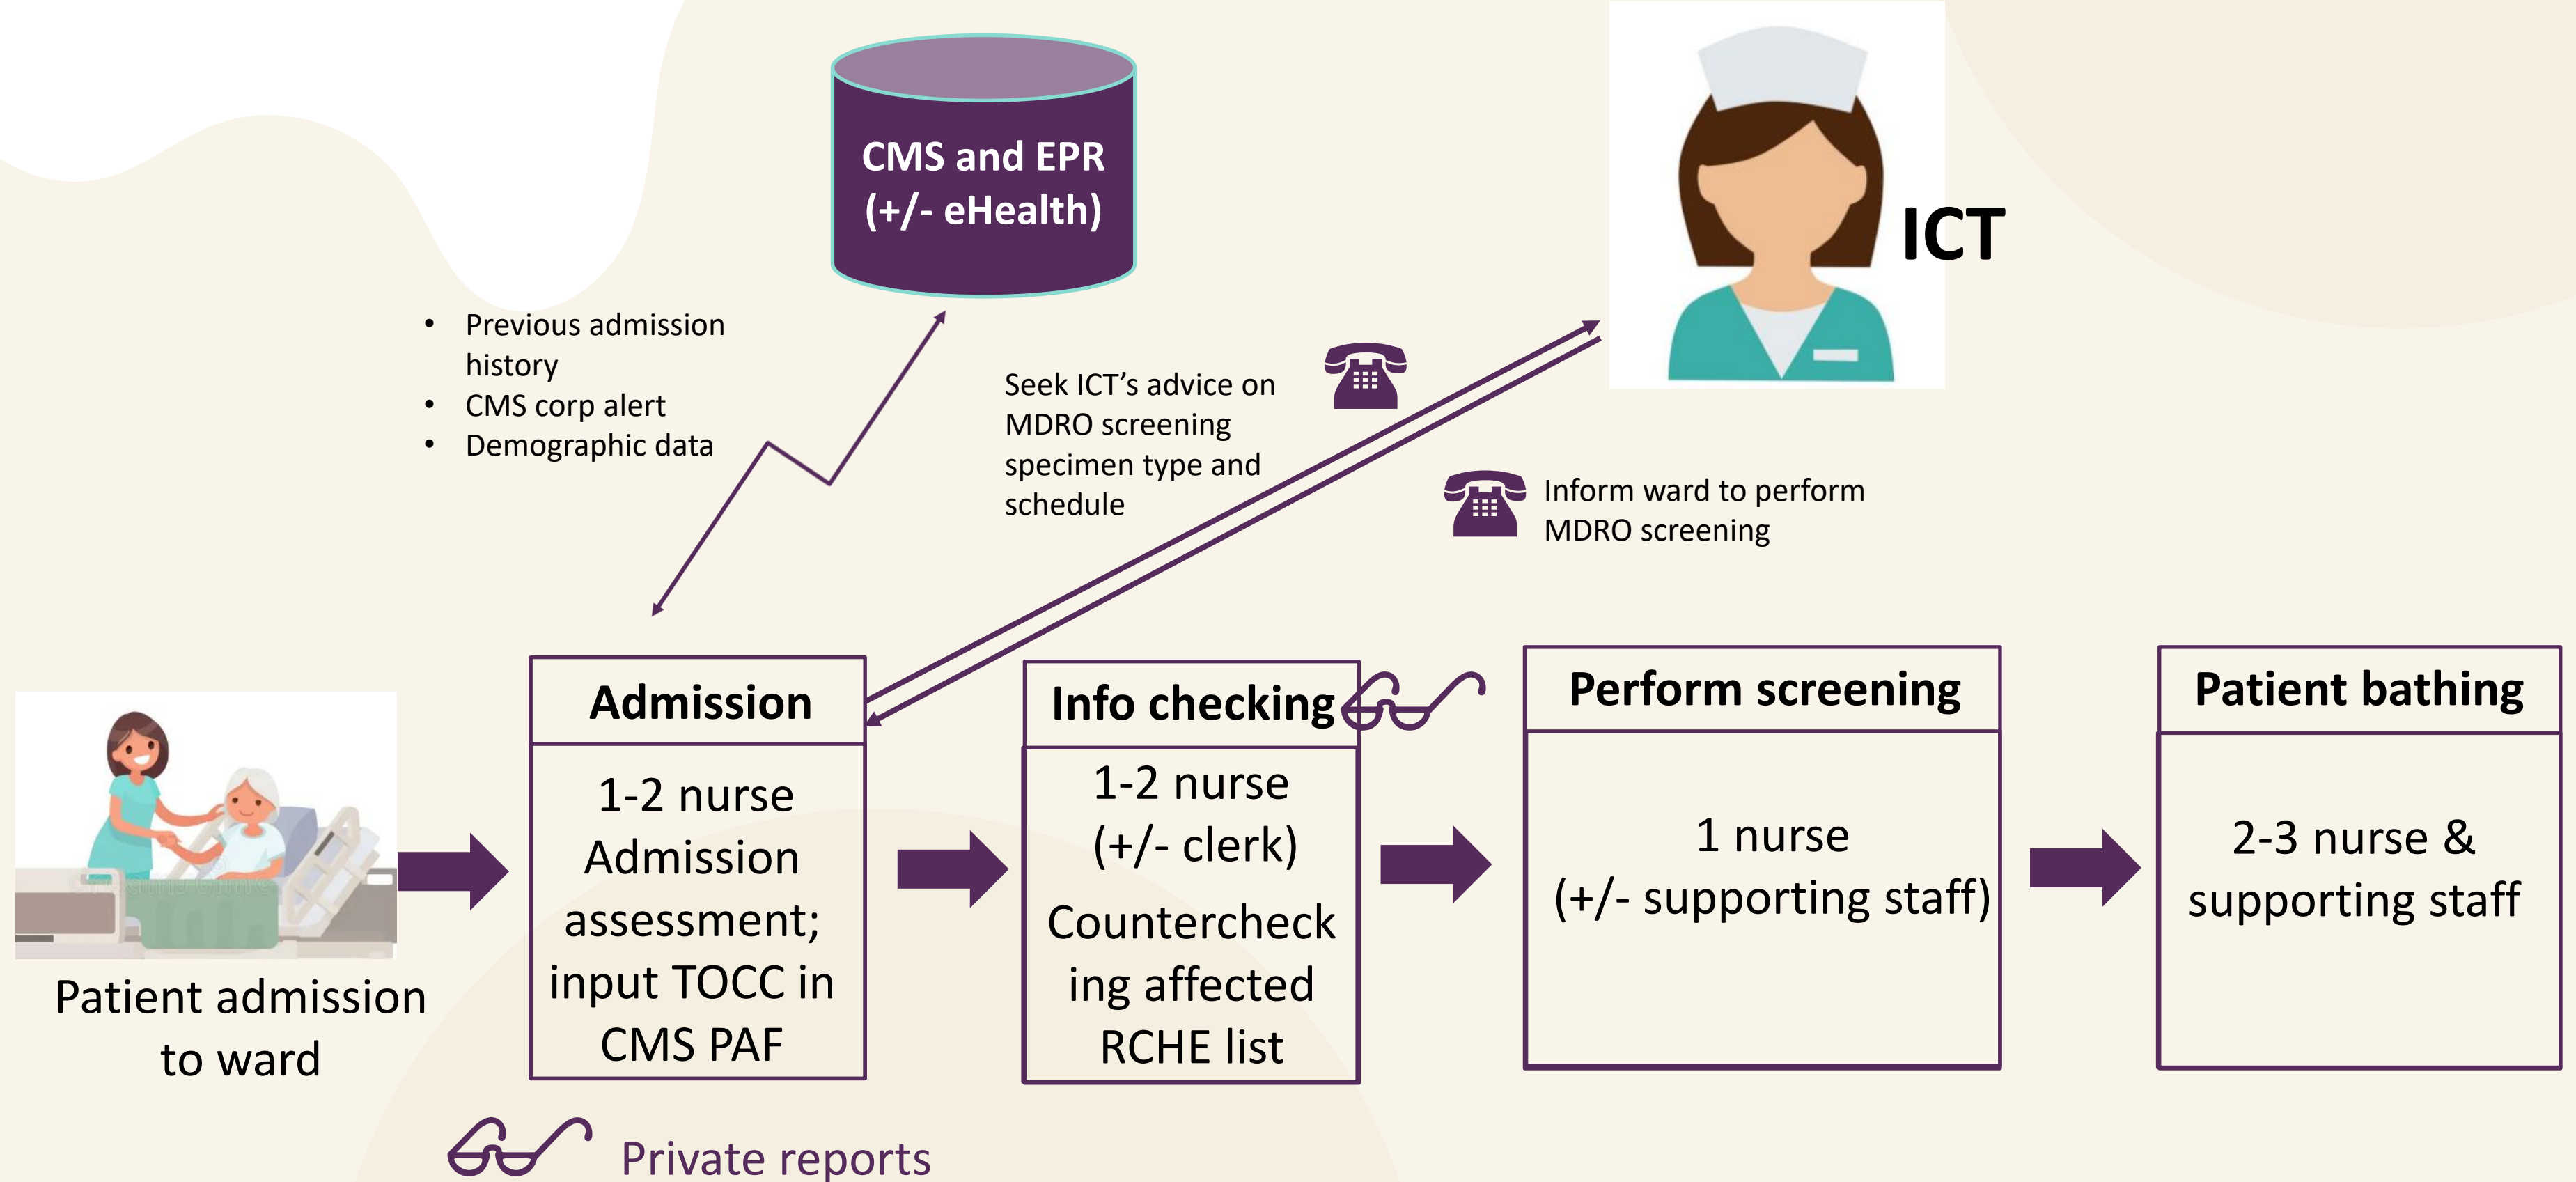 CMS and EPR
(+/- eHealth)
ICT
• Previous admission
history
• CMS corp alert
• Demographic data
Seek ICT’s advice on
MDRO screening
specimen type and
schedule
Inform ward to perform
MDRO screening
Patient admission
to ward
Admission
1-2 nurse
Admission
assessment;
input TOCC in
CMS PAF
Info checking
1-2 nurse
(+/- clerk)
Countercheck
ing affected
RCHE list
Perform screening
1 nurse
(+/- supporting staff)
Patient bathing
2-3 nurse &
supporting staff
Private reports